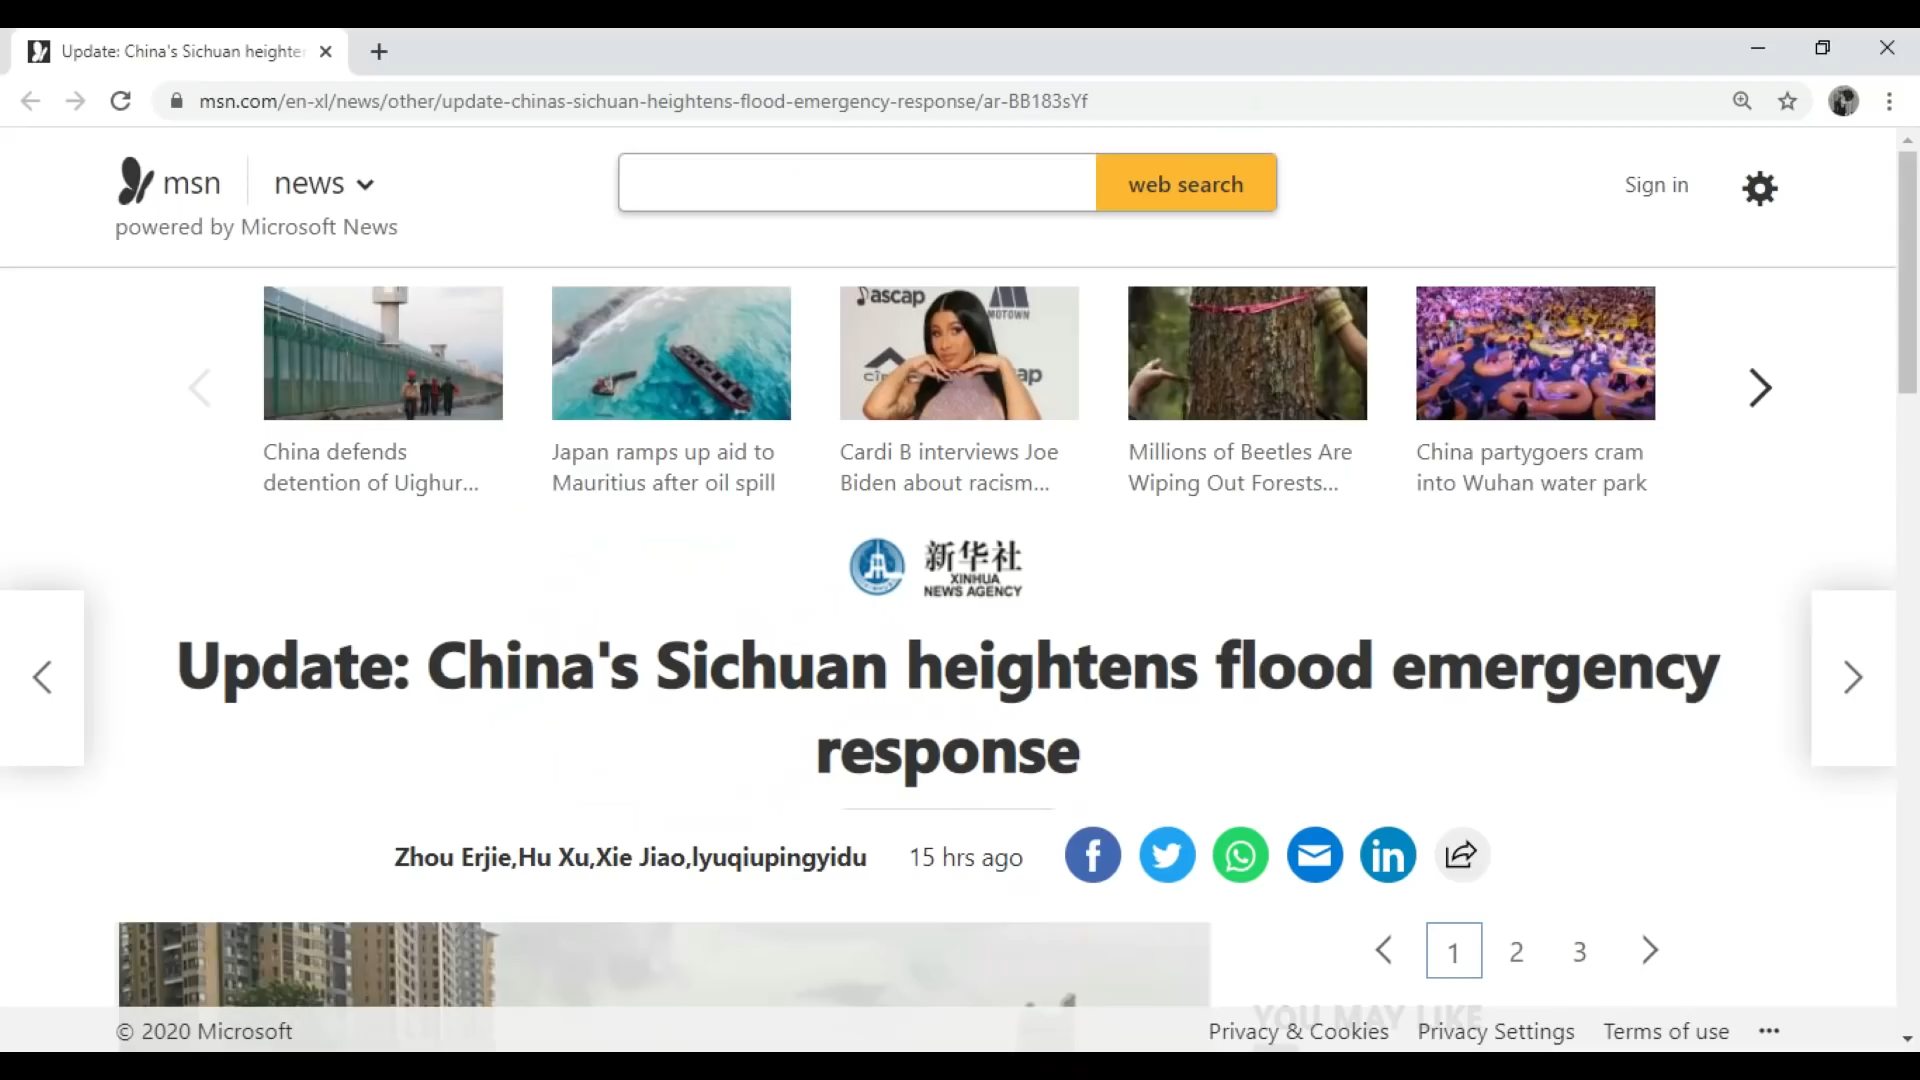 Update: China's Sichuan heighte
msn.com/en-xl/news/other/update-chinas-sichuan-heightens-flood-emergency-response/ar-BB183sYf
msn
news
web search
Sign in
powered by Microsoft News
ascap
MOTOWN
China defends
detention of Uighur...
Japan ramps up aid to
Mauritius after oil spill
Cardi B interviews Joe
Biden about racism...
Millions of Beetles Are
Wiping Out Forests...
China partygoers cram
into Wuhan water park
新华社
XINHUA
NEWS AGENCY
Update: China's Sichuan heightens flood emergency
response
Zhou Erjie,Hu Xu,Xie Jiao,lyuqiupingyidu 15 hrs ago
1 2 3
YOU MAY LIKE
© 2020 Microsoft
Privacy & Cookies Privacy Settings Terms of use ...